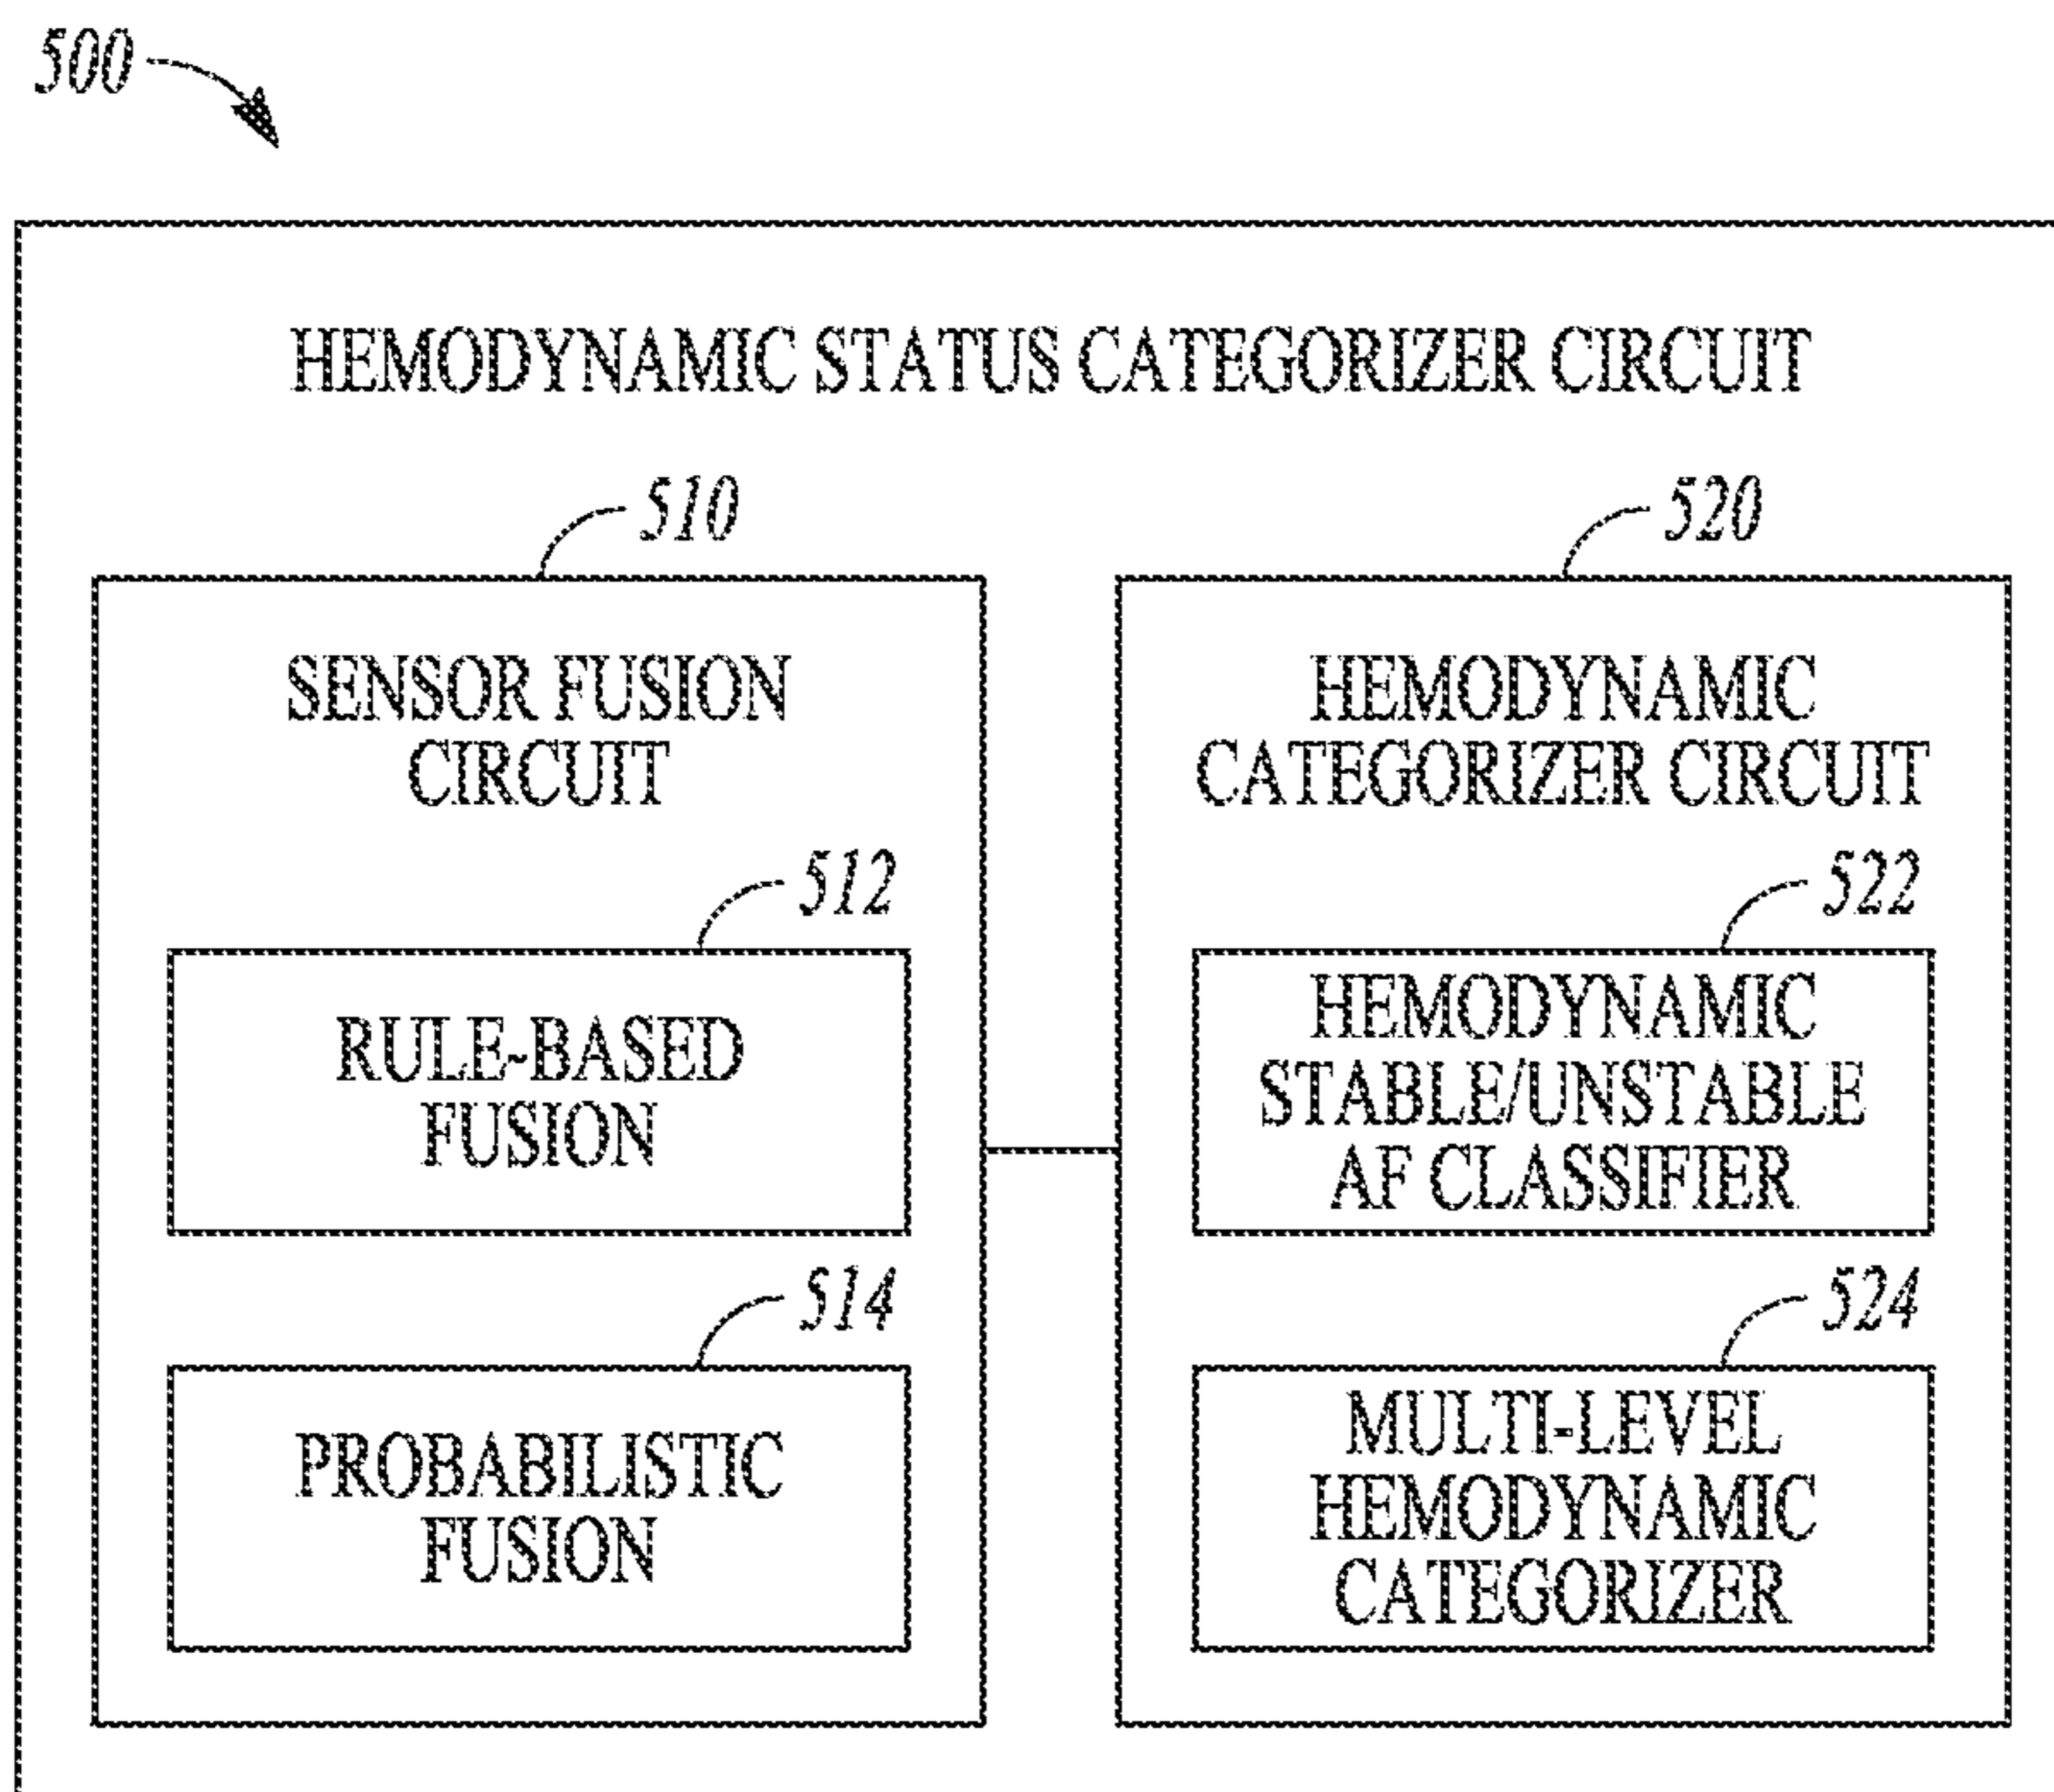 500
HEMODYNAMIC STATUS CATEGORIZER CIRCUIT
510
SENSOR FUSION
CIRCUIT
512
RULE-BASED
FUSION
514
PROBABILISTIC
FUSION
520
HEMODYNAMIC
CATEGORIZER CIRCUIT
522
HEMODYNAMIC
STABLE/UNSTABLE
AF CLASSIFIER
524
MULTI-LEVEL
HEMODYNAMIC
CATEGORIZER